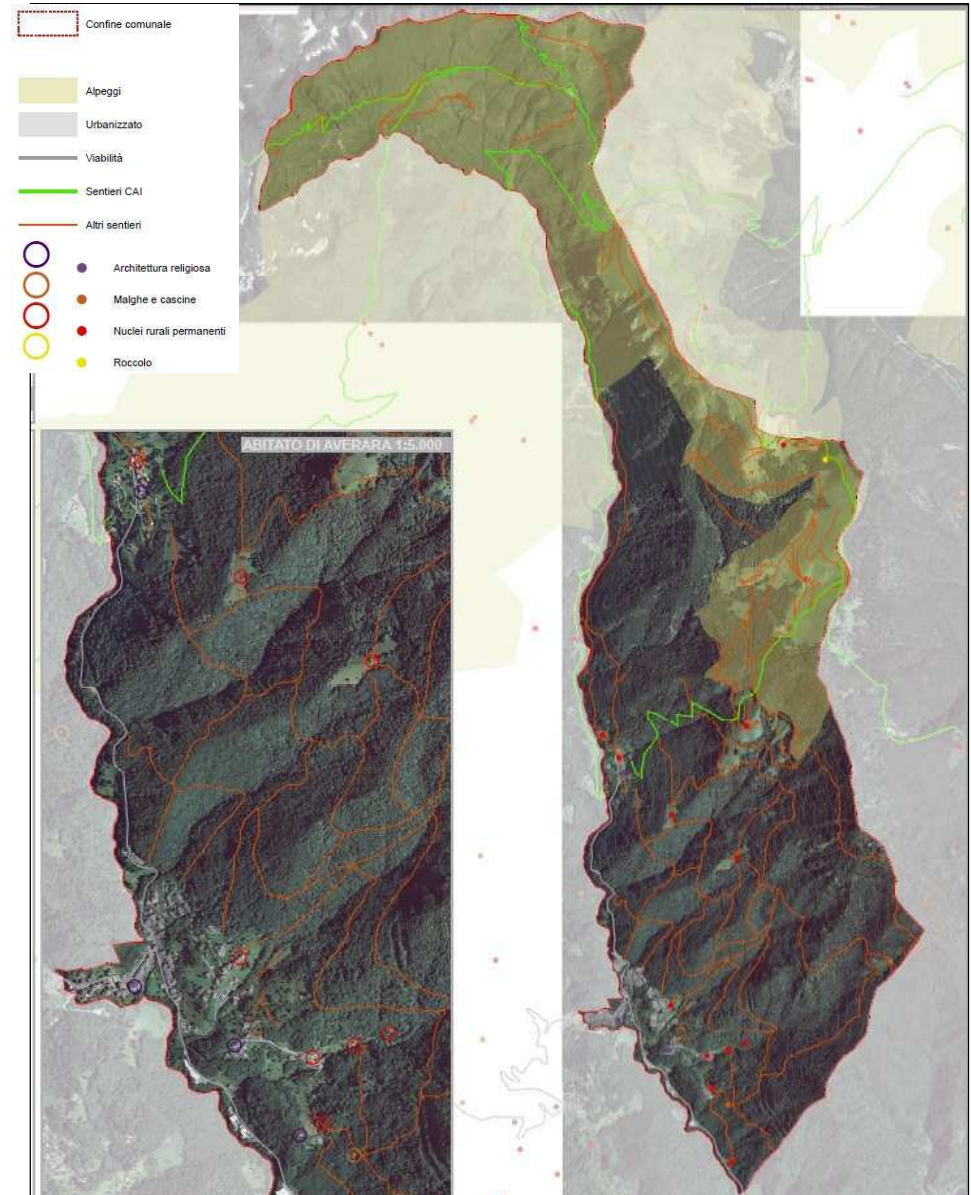 Confine comunale
Alpeggi
Urbanizzato
Viabilità
Sentieri CAI
Altri sentieri
Architettura religiosa
Malghe e cascine
Nuclei rurali permanenti
Roccolo
ABITATO DI AVERARA 1:5.000